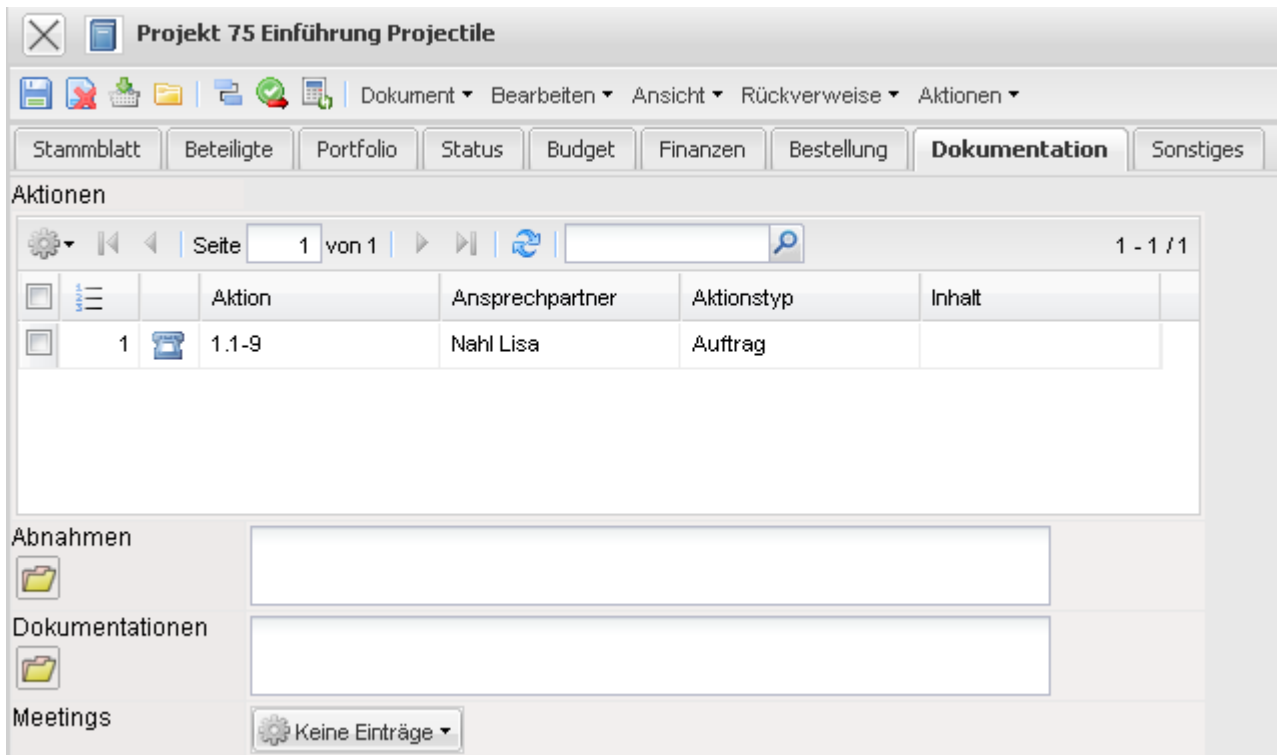 Projekt 75 Einführung Projectile
Dokument Bearbeiten Ansicht Rückverweise Aktionen
Stammblatt Beteiligte Portfolio Status Budget Finanzen Bestellung Dokumentation Sonstiges
Aktionen
Seite 1 von 1 1 - 1 / 1
Aktion Ansprechpartner Aktionstyp Inhalt
1 1.1-9 Nahl Lisa Auftrag
Abnahmen
Dokumentationen
Meetings Keine Einträge